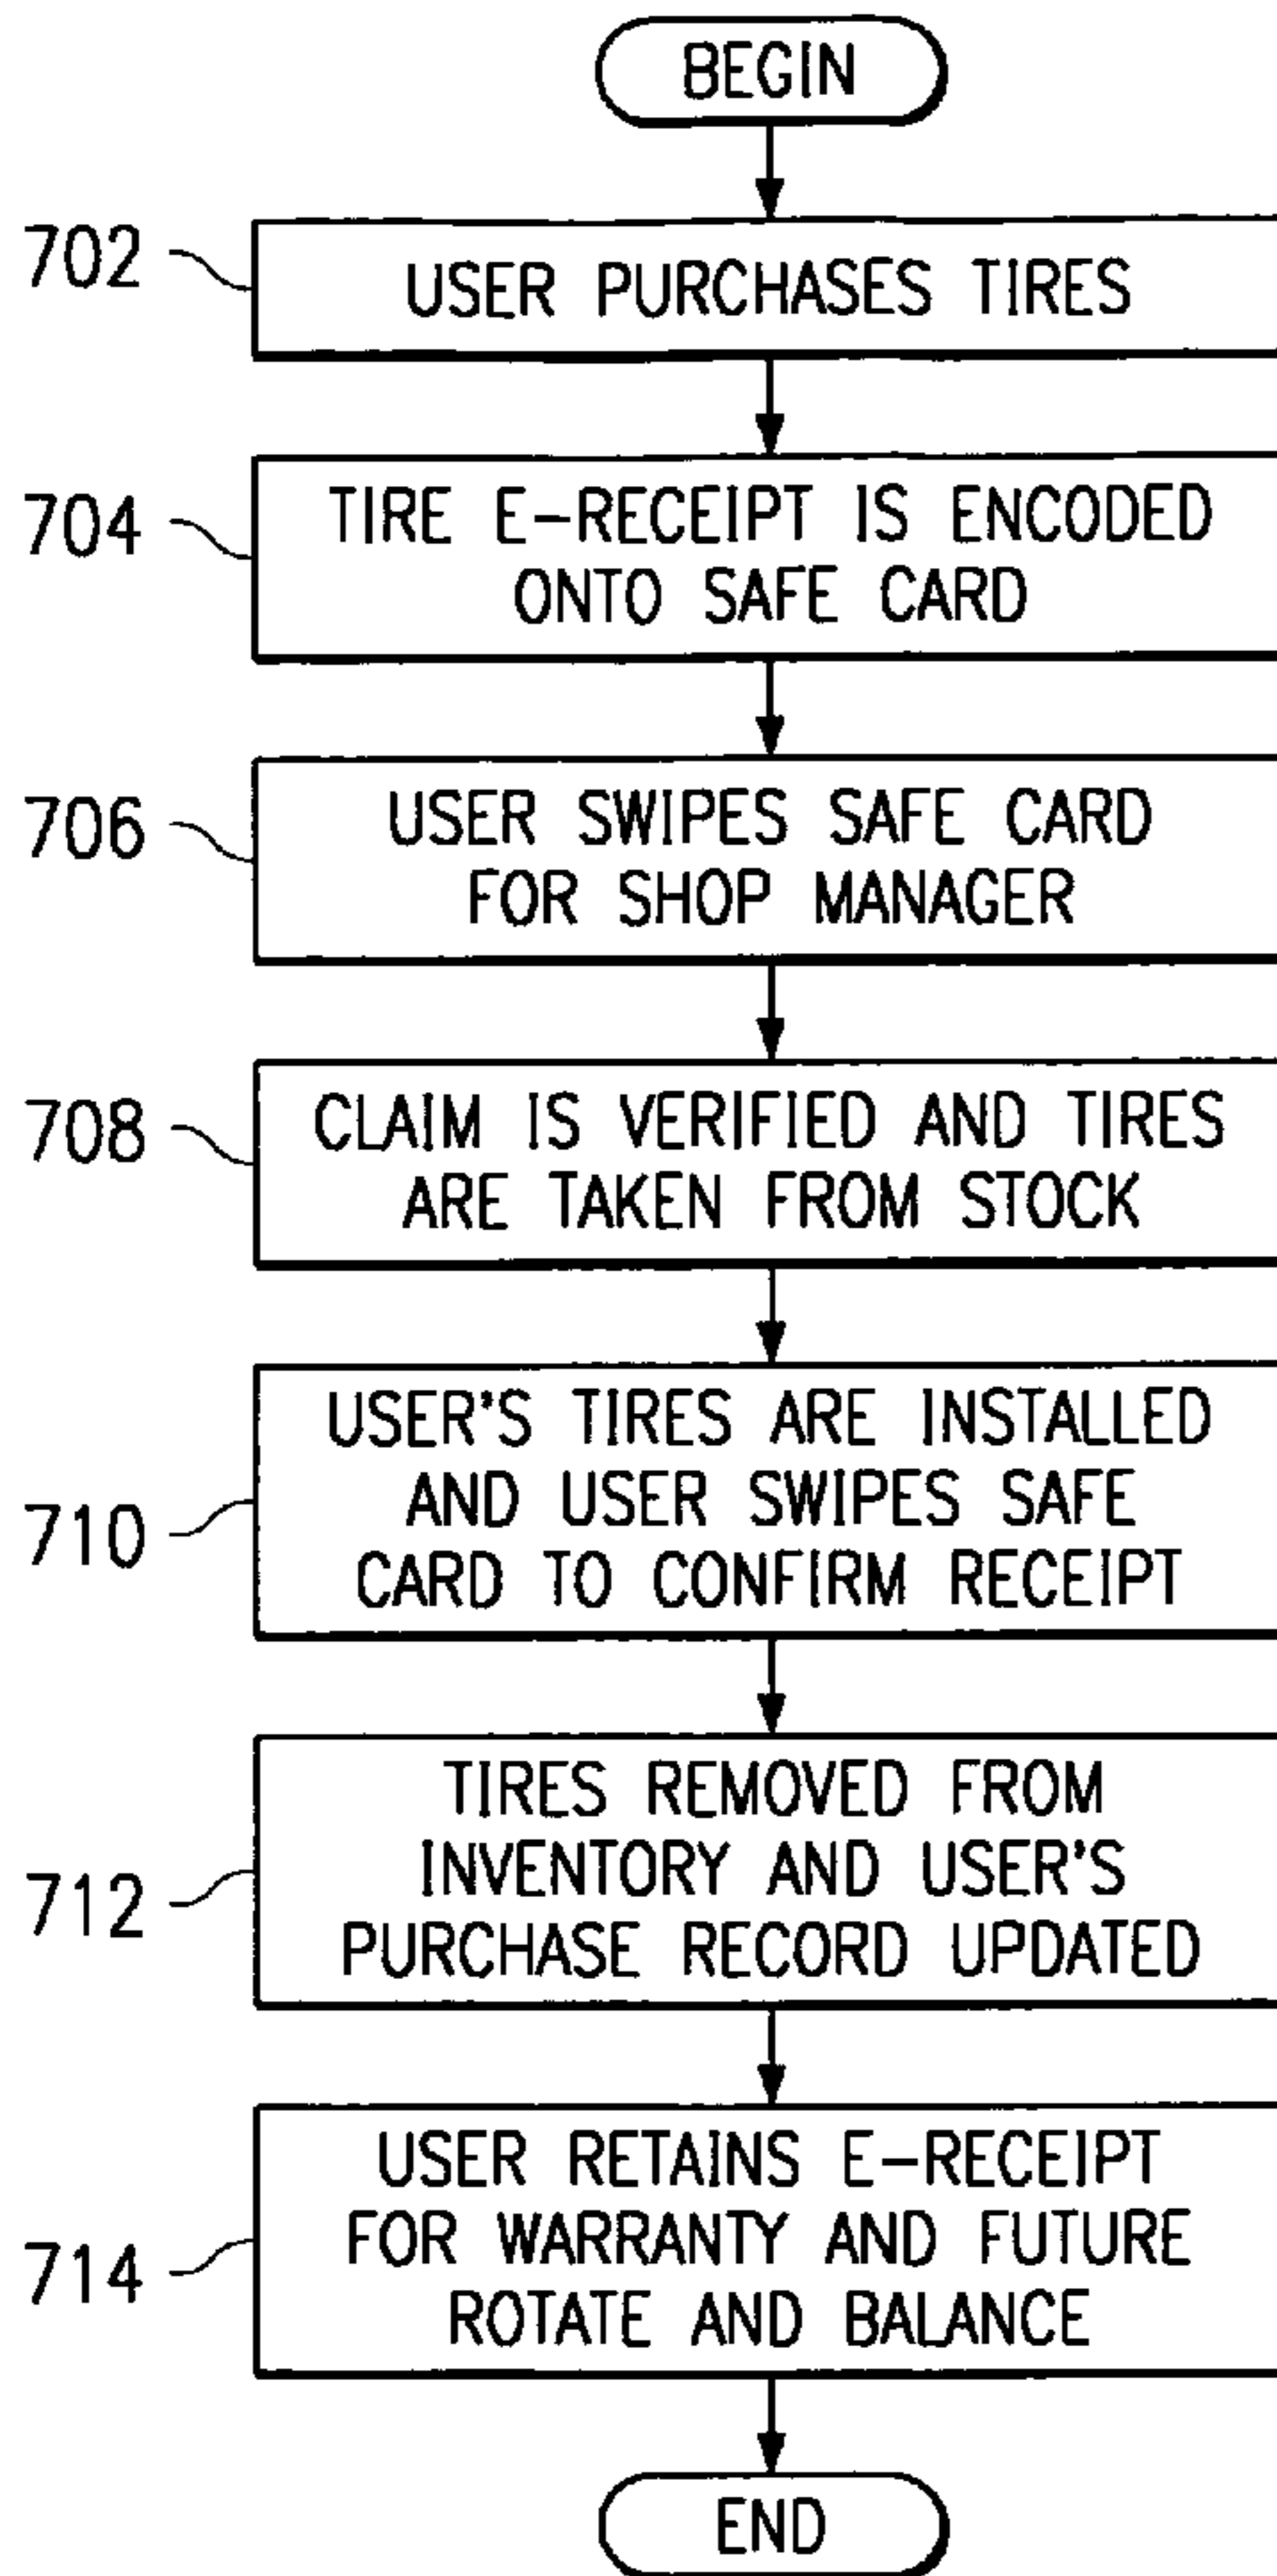 BEGIN
702
USER PURCHASES TIRES
704
TIRE E-RECEIPT IS ENCODED
ONTO SAFE CARD
706
USER SWIPES SAFE CARD
FOR SHOP MANAGER
708
CLAIM IS VERIFIED AND TIRES
ARE TAKEN FROM STOCK
710
USER'S TIRES ARE INSTALLED
AND USER SWIPES SAFE
CARD TO CONFIRM RECEIPT
712
TIRES REMOVED FROM
INVENTORY AND USER'S
PURCHASE RECORD UPDATED
714
USER RETAINS E-RECEIPT
FOR WARRANTY AND FUTURE
ROTATE AND BALANCE
END